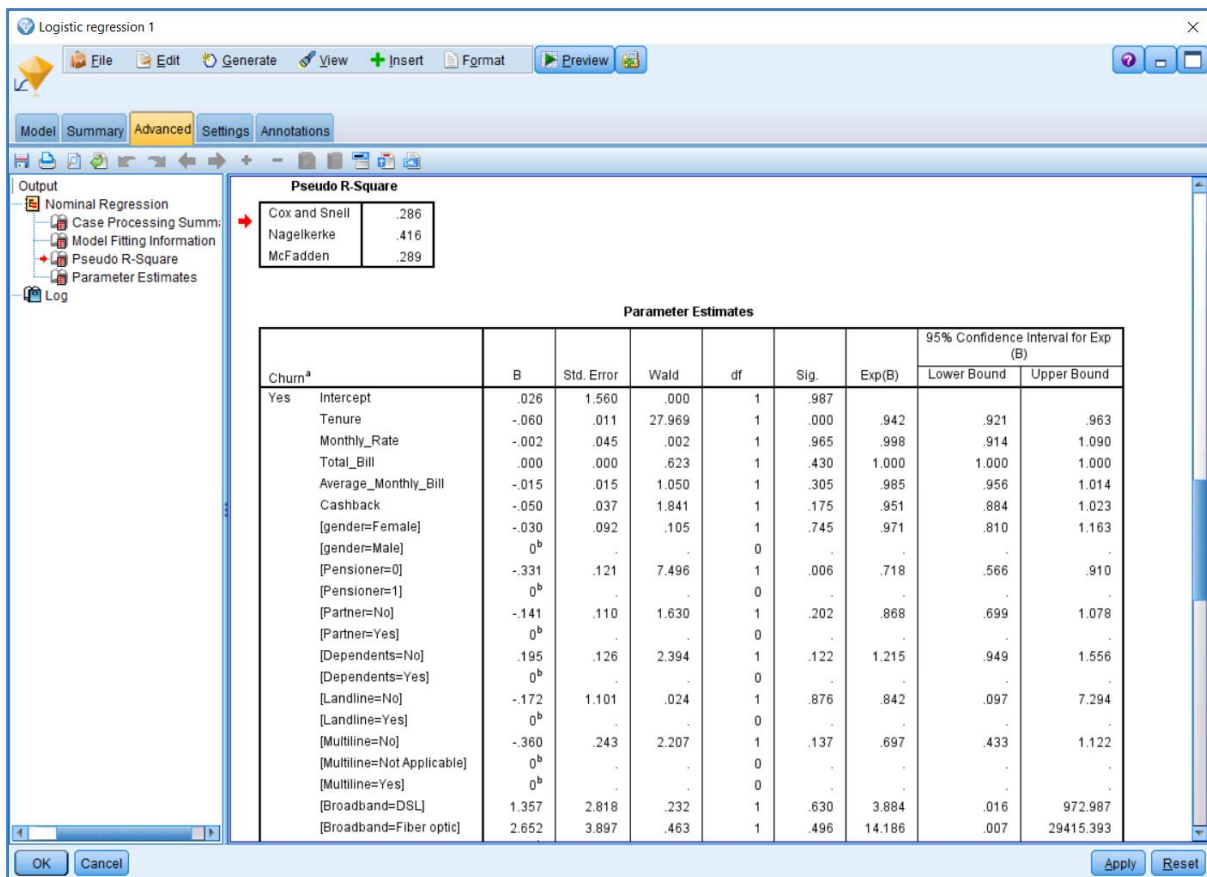 Logistic regression 1
File Edit Generate View Insert Format Preview
Model Summary Advanced Settings Annotations
Output
Nominal Regression
Case Processing Summa
Model Fitting Information
Pseudo R-Square
Parameter Estimates
Log
Pseudo R-Square
Cox and Snell .286
Nagelkerke .416
McFadden .289
Parameter Estimates
95% Confidence Interval for Exp (B)
Churnᵃ B Std. Error Wald df Sig. Exp(B) Lower Bound Upper Bound
Yes Intercept .026 1.560 .000 1 .987
Tenure -.060 .011 27.969 1 .000 .942 .921 .963
Monthly_Rate -.002 .045 .002 1 .965 .998 .914 1.090
Total_Bill .000 .000 .623 1 .430 1.000 1.000 1.000
Average_Monthly_Bill -.015 .015 1.050 1 .305 .985 .956 1.014
Cashback -.050 .037 1.841 1 .175 .951 .884 1.023
[gender=Female] -.030 .092 .105 1 .745 .971 .810 1.163
[gender=Male] 0ᵇ . . 0 . . . .
[Pensioner=0] -.331 .121 7.496 1 .006 .718 .566 .910
[Pensioner=1] 0ᵇ . . 0 . . . .
[Partner=No] -.141 .110 1.630 1 .202 .868 .699 1.078
[Partner=Yes] 0ᵇ . . 0 . . . .
[Dependents=No] .195 .126 2.394 1 .122 1.215 .949 1.556
[Dependents=Yes] 0ᵇ . . 0 . . . .
[Landline=No] -.172 1.101 .024 1 .876 .842 .097 7.294
[Landline=Yes] 0ᵇ . . 0 . . . .
[Multiline=No] -.360 .243 2.207 1 .137 .697 .433 1.122
[Multiline=Not Applicable] 0ᵇ . . 0 . . . .
[Multiline=Yes] 0ᵇ . . 0 . . . .
[Broadband=DSL] 1.357 2.818 .232 1 .630 3.884 .016 972.987
[Broadband=Fiber optic] 2.652 3.897 .463 1 .496 14.186 .007 29415.393
OK Cancel Apply Reset